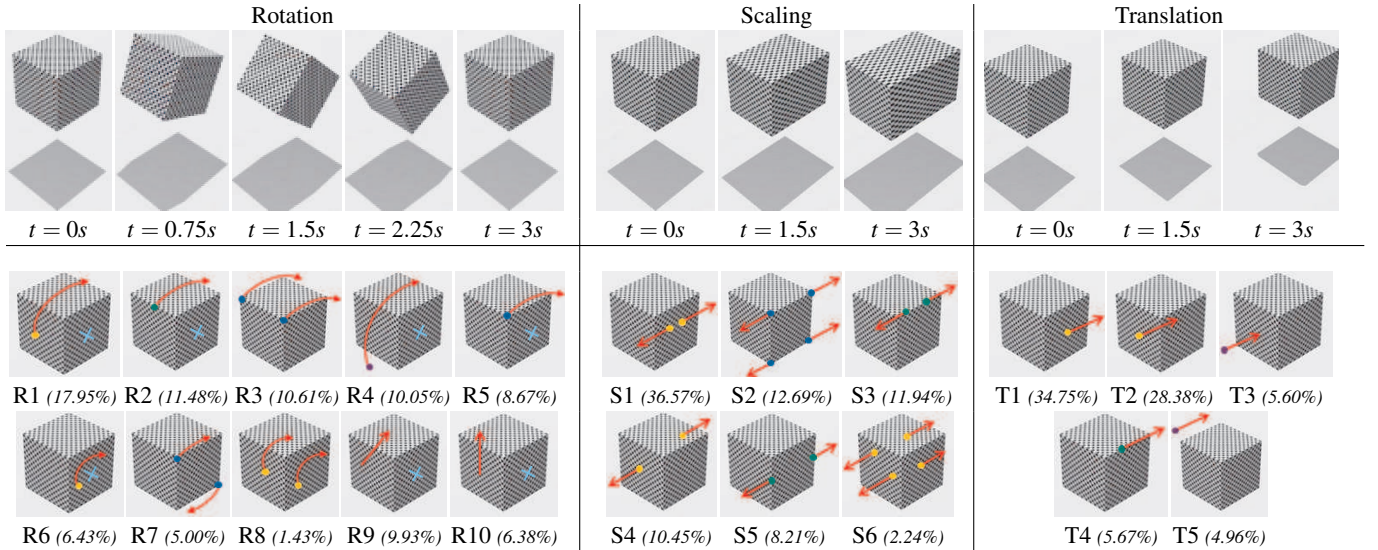 Rotation Scaling Translation
t = 0s t = 0.75s t = 1.5s t = 2.25s t = 3s t = 0s t = 1.5s t = 3s t = 0s t = 1.5s t = 3s
R1 (17.95%) R2 (11.48%) R3 (10.61%) R4 (10.05%) R5 (8.67%) S1 (36.57%) S2 (12.69%) S3 (11.94%) T1 (34.75%) T2 (28.38%) T3 (5.60%)
R6 (6.43%) R7 (5.00%) R8 (1.43%) R9 (9.93%) R10 (6.38%) S4 (10.45%) S5 (8.21%) S6 (2.24%) T4 (5.67%) T5 (4.96%)